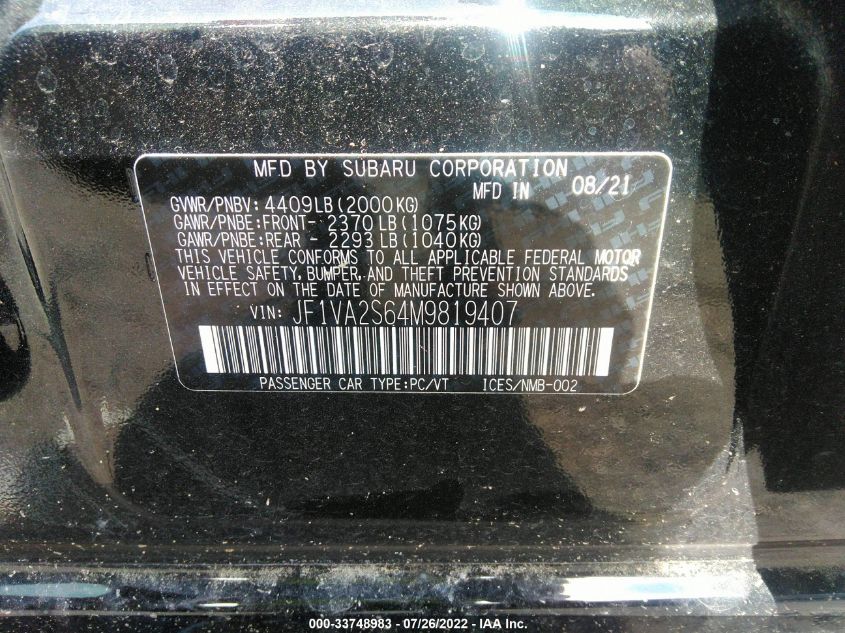 MFD BY SUBARU CORPORATION
MFD IN 08/21
GVWR/PNBV: 4409LB(2000KG)
GAWR/PNBE:FRONT- 2370 LB(1075KG)
GAWR/PNBE:REAR - 2293 LB(1040KG)
THIS VEHICLE CONFORMS TO ALL APPLICABLE FEDERAL MOTOR
VEHICLE SAFETY, BUMPER, AND THEFT PREVENTION STANDARDS
IN EFFECT ON THE DATE OF MANUFACTURE SHOWN ABOVE.
VIN: JF1VA2S64M9819407
PASSENGER CAR TYPE:PC/VT ICES/NMB-002
000-33748983 - 07/26/2022 - IAA Inc.